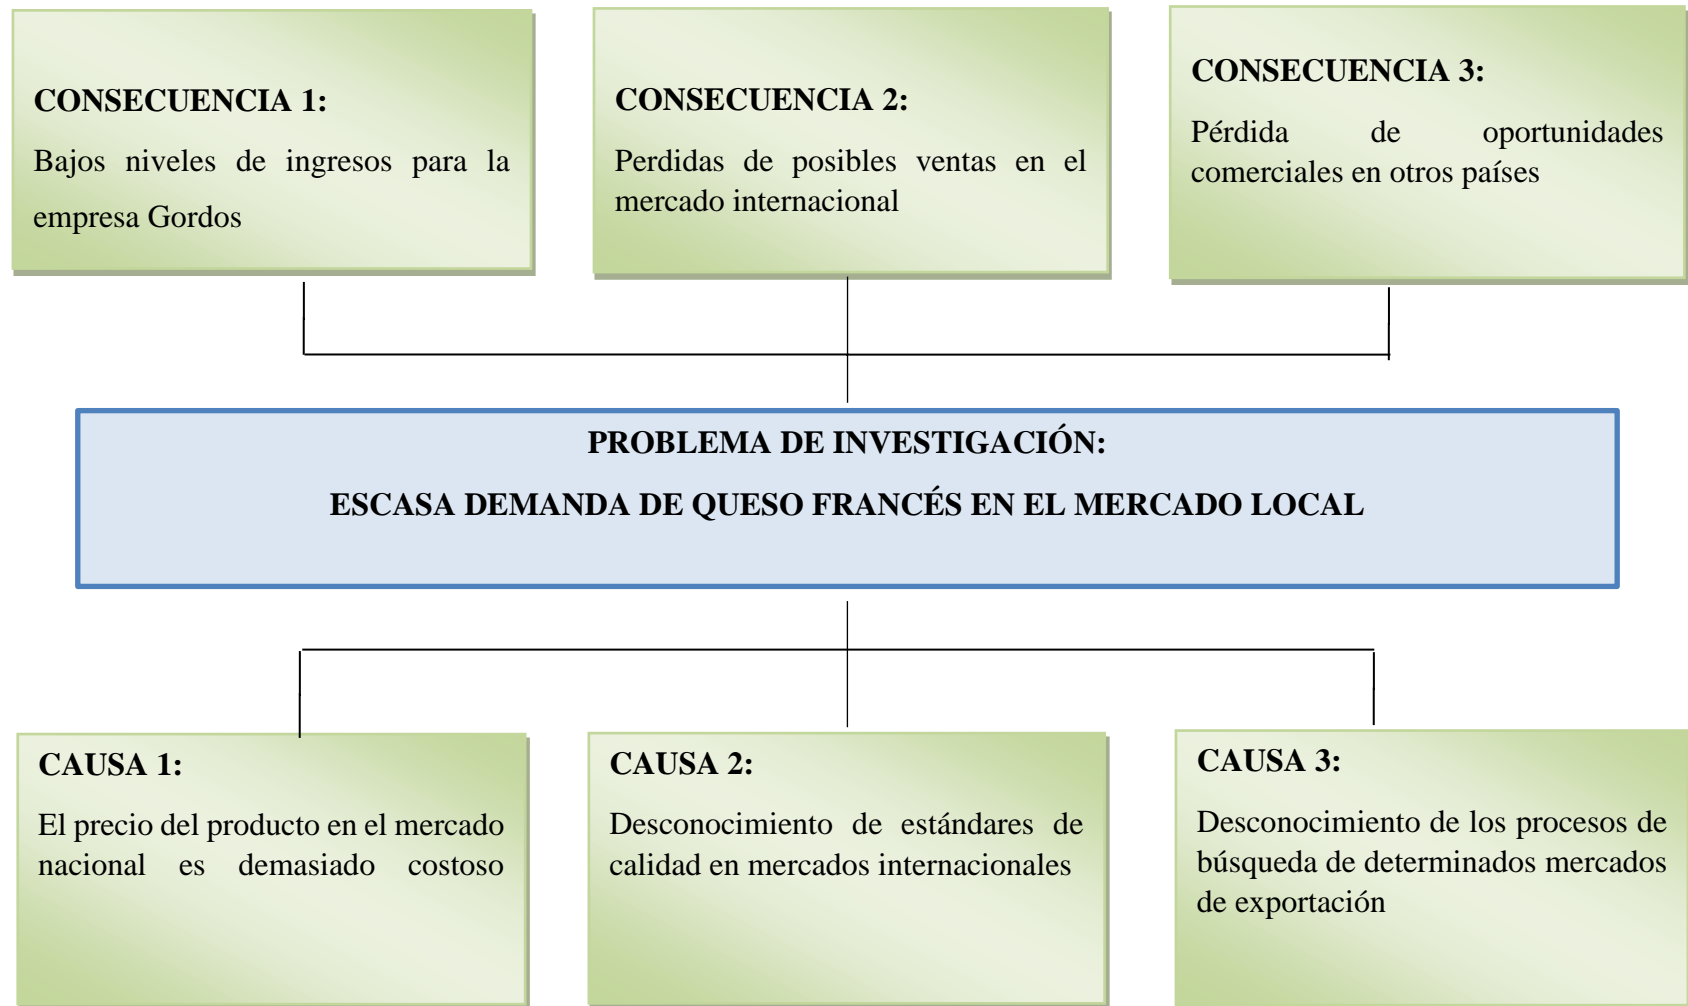 CONSECUENCIA 1:
Bajos niveles de ingresos para la
empresa Gordos
CONSECUENCIA 2:
Perdidas de posibles ventas en el
mercado internacional
CONSECUENCIA 3:
Pérdida de oportunidades
comerciales en otros países
PROBLEMA DE INVESTIGACIÓN:
ESCASA DEMANDA DE QUESO FRANCÉS EN EL MERCADO LOCAL
CAUSA 1:
El precio del producto en el mercado
nacional es demasiado costoso
CAUSA 2:
Desconocimiento de estándares de
calidad en mercados internacionales
CAUSA 3:
Desconocimiento de los procesos de
búsqueda de determinados mercados
de exportación